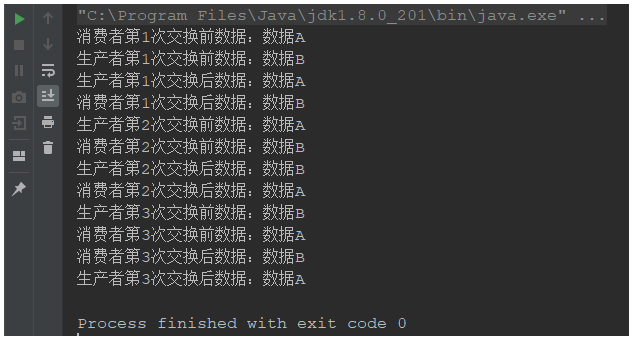 "C:\Program Files\Java\jdk1.8.0_201\bin\java.exe" ...
消费者第1次交换前数据: 数据A
生产者第1次交换前数据: 数据B
生产者第1次交换后数据: 数据A
消费者第1次交换后数据: 数据B
生产者第2次交换前数据: 数据A
消费者第2次交换前数据: 数据B
生产者第2次交换后数据: 数据B
消费者第2次交换后数据: 数据A
生产者第3次交换前数据: 数据B
消费者第3次交换前数据: 数据A
消费者第3次交换后数据: 数据B
生产者第3次交换后数据: 数据A
Process finished with exit code 0